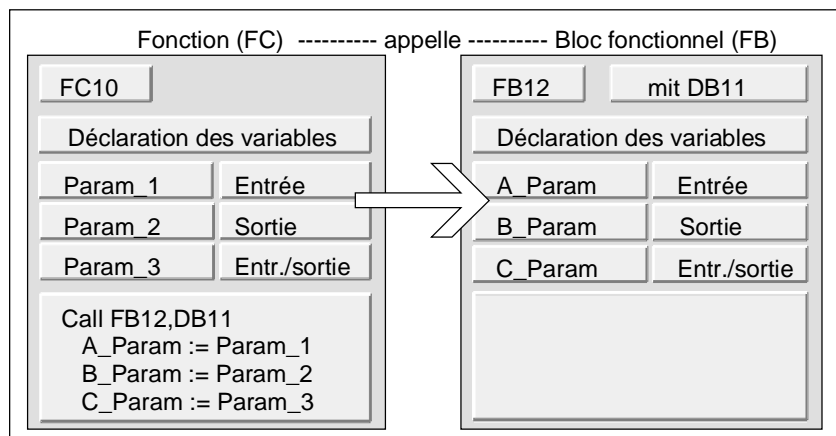 Fonction (FC) ---------- appelle ---------- Bloc fonctionnel (FB)
FC10
Déclaration des variables
Param_1 Entrée
Param_2 Sortie
Param_3 Entr./sortie
Call FB12,DB11
A_Param := Param_1
B_Param := Param_2
C_Param := Param_3
FB12 mit DB11
Déclaration des variables
A_Param Entrée
B_Param Sortie
C_Param Entr./sortie